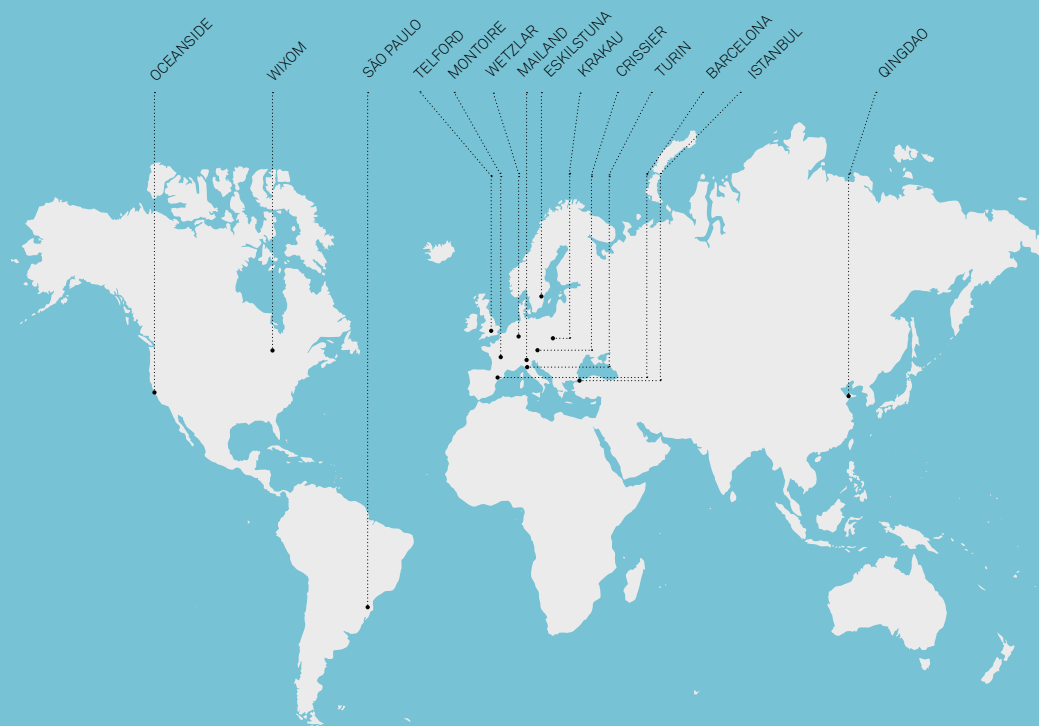 OCEANSIDE
WIXOM
SÃO PAULO
TELFORD
MONTOIRE
WETZLAR
MAILAND
ESKILSTUNA
KRAKAU
CRISSIER
TURIN
BARCELONA
ISTANBUL
QINGDAO